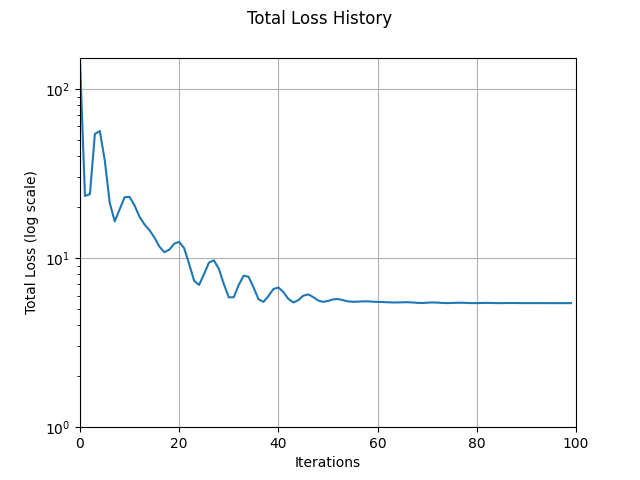 Total Loss History
Total Loss (log scale)
10²
10¹
10⁰
0 20 40 60 80 100
Iterations